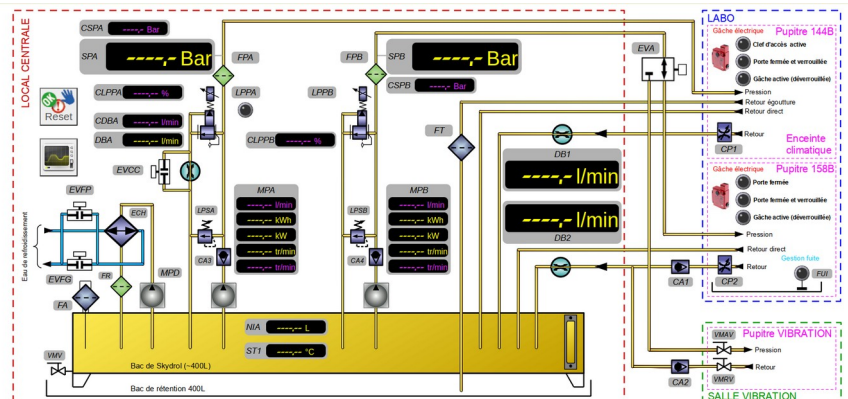 LOCAL CENTRALE
CSPA
----,-- Bar
SPA
----,- Bar
FPA
FPB
SPB
----,- Bar
CSPB
----,-- Bar
EVA
CLPPA
----,-- %
LPPA
LPPB
Reset
CDBA
----,-- l/min
DBA
----,-- l/min
CLPPB
----,-- %
FT
EVCC
DB1
----,- l/min
----,- l/min
DB2
EVFP
ECH
MPA
----,-- l/min
----,-- kWh
----,-- kW
----,-- tr/min
----,-- tr/min
MPB
----,-- l/min
----,-- kWh
----,-- kW
----,-- tr/min
----,-- tr/min
LPSA
LPSB
CA3
CA4
Eau de refroidissement
EVFG
FR
MPD
FA
NIA
----,-- L
ST1
----,-- °C
VMV
Bac de Skydrol (~400L)
Bac de rétention 400L
LABO
Gâche électrique
Pupitre 144B
Clef d'accès active
Porte fermée et verrouillée
Gâche active (déverrouillée)
Pression
Retour égoutture
Retour direct
Retour
CP1
Enceinte
climatique
Gâche électrique
Pupitre 158B
Porte fermée
Porte fermée et verrouillée
Gâche active (déverrouillée)
Pression
Retour direct
Retour
Gestion fuite
FUI
CA1
CP2
VMAV
Pupitre VIBRATION
Pression
Retour
CA2
VMRV
SALLE VIBRATION